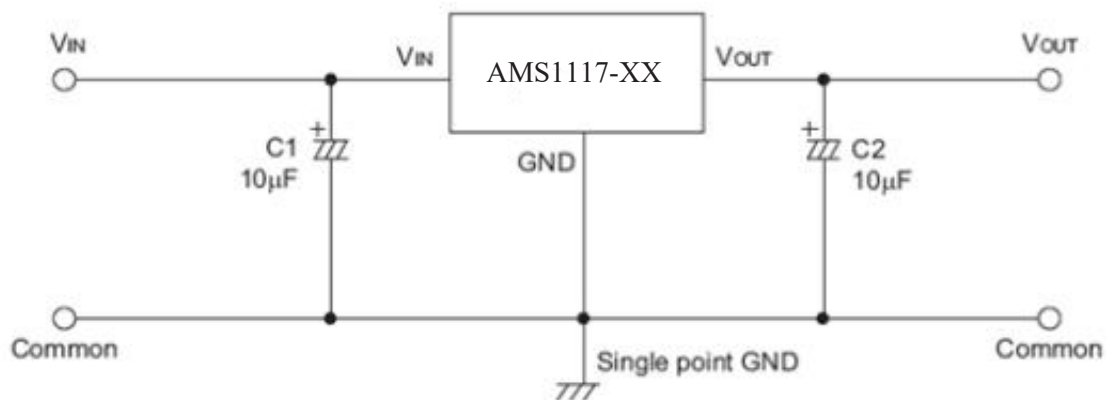 VIN
VIN
AMS1117-XX
VOUT
VOUT
+
C1
10μF
GND
+
C2
10μF
Common
Single point GND
Common